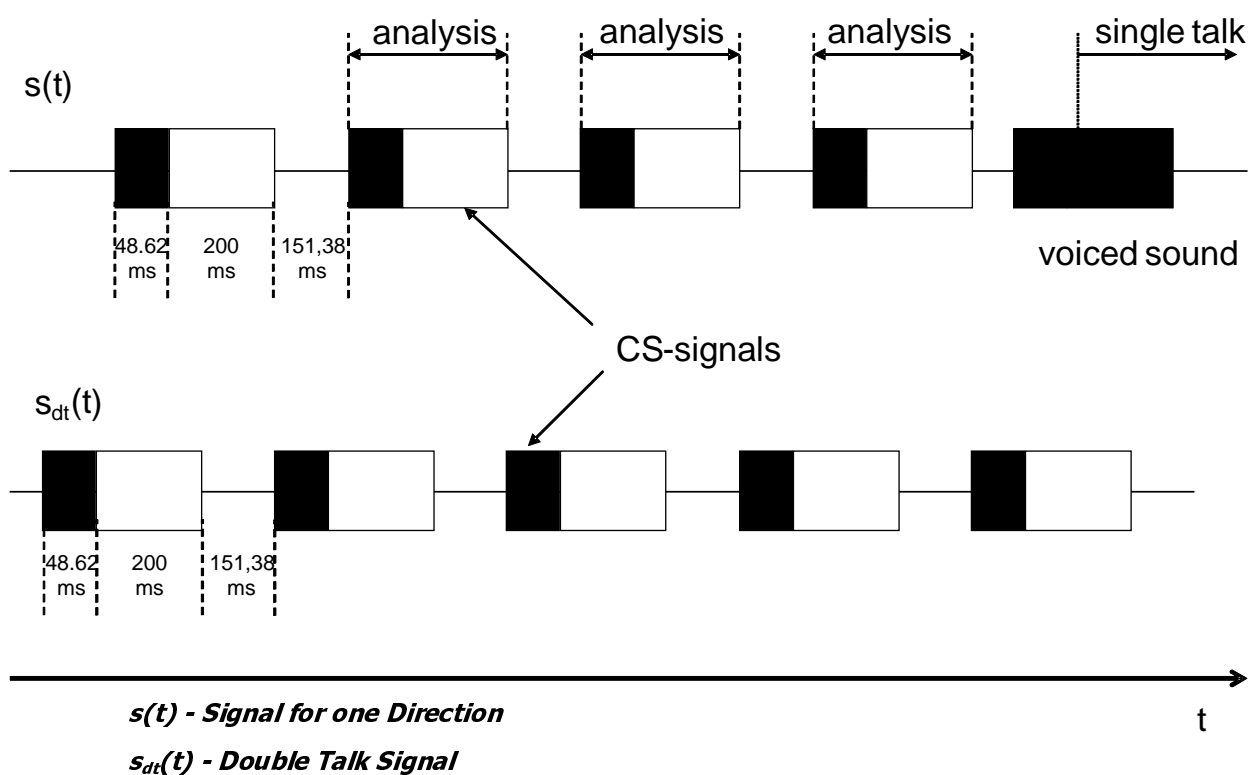 analysis analysis analysis single talk
s(t)
48.62 200 151,38
ms ms ms
voiced sound
CS-signals
sdt(t)
48.62 200 151,38
ms ms ms
s(t) - Signal for one Direction
t
sdt(t) - Double Talk Signal